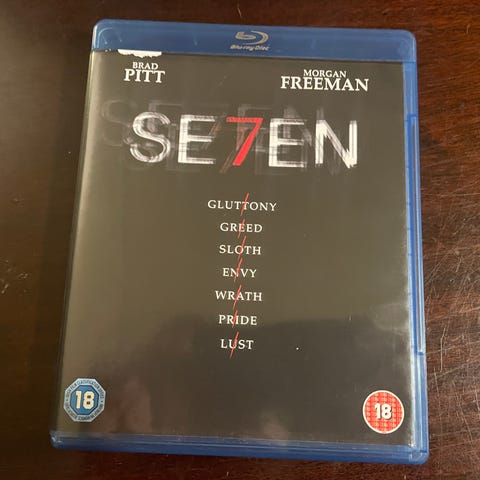 Blu-ray Disc
BRAD
PITT
MORGAN
FREEMAN
SE7EN
GLUTTONY
GREED
SLOTH
ENVY
WRATH
PRIDE
LUST
18
18